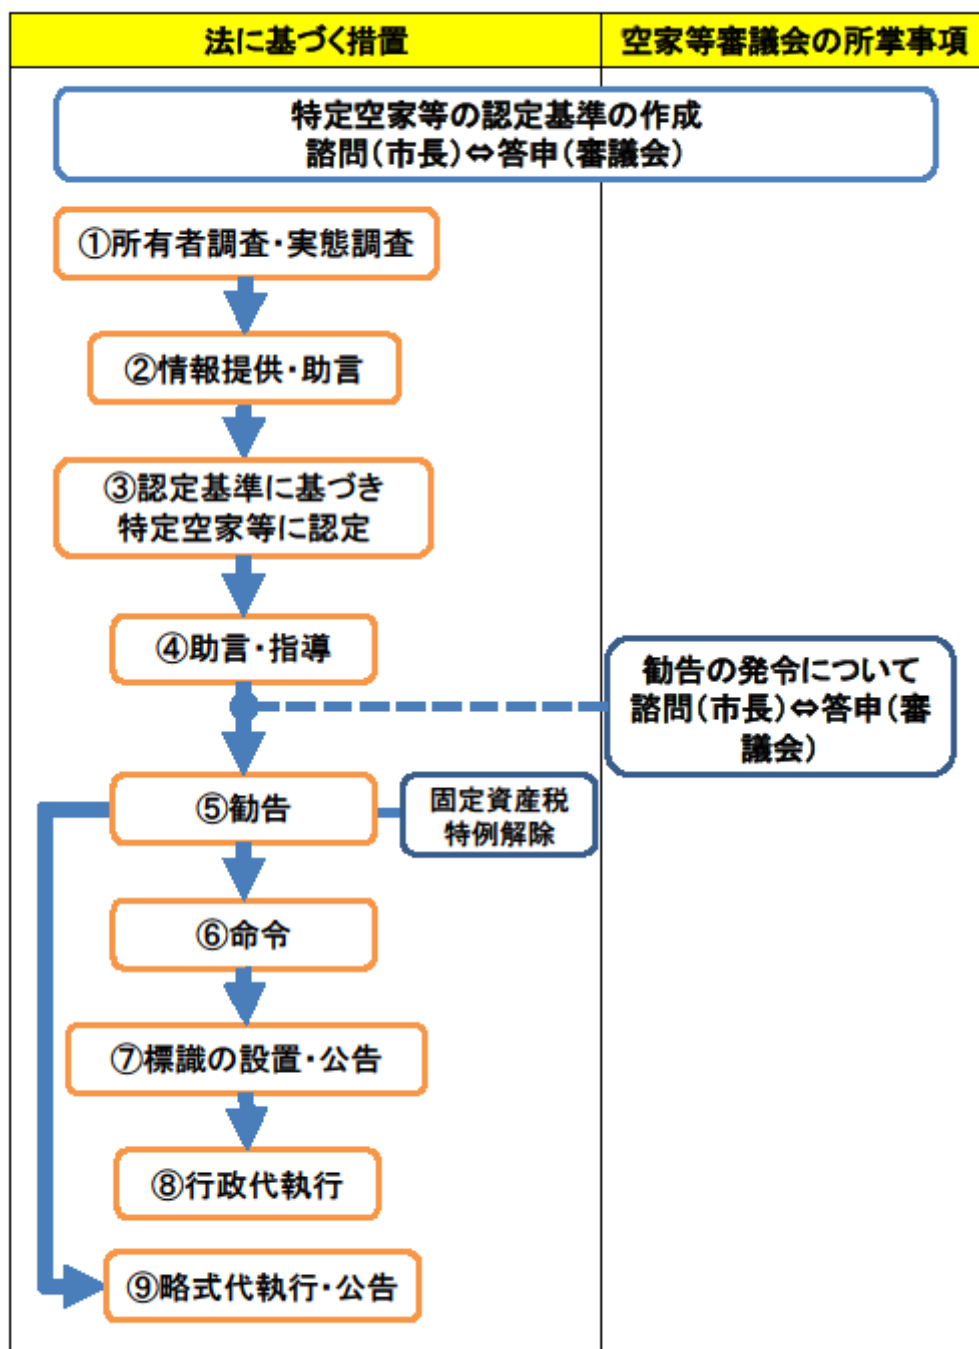 法に基づく措置
空家等審議会の所掌事項
特定空家等の認定基準の作成
諮問(市長)⇔答申(審議会)
①所有者調査・実態調査
②情報提供・助言
③認定基準に基づき
特定空家等に認定
④助言・指導
勧告の発令について
諮問(市長)⇔答申(審
議会)
⑤勧告
固定資産税
特例解除
⑥命令
⑦標識の設置・公告
⑧行政代執行
⑨略式代執行・公告